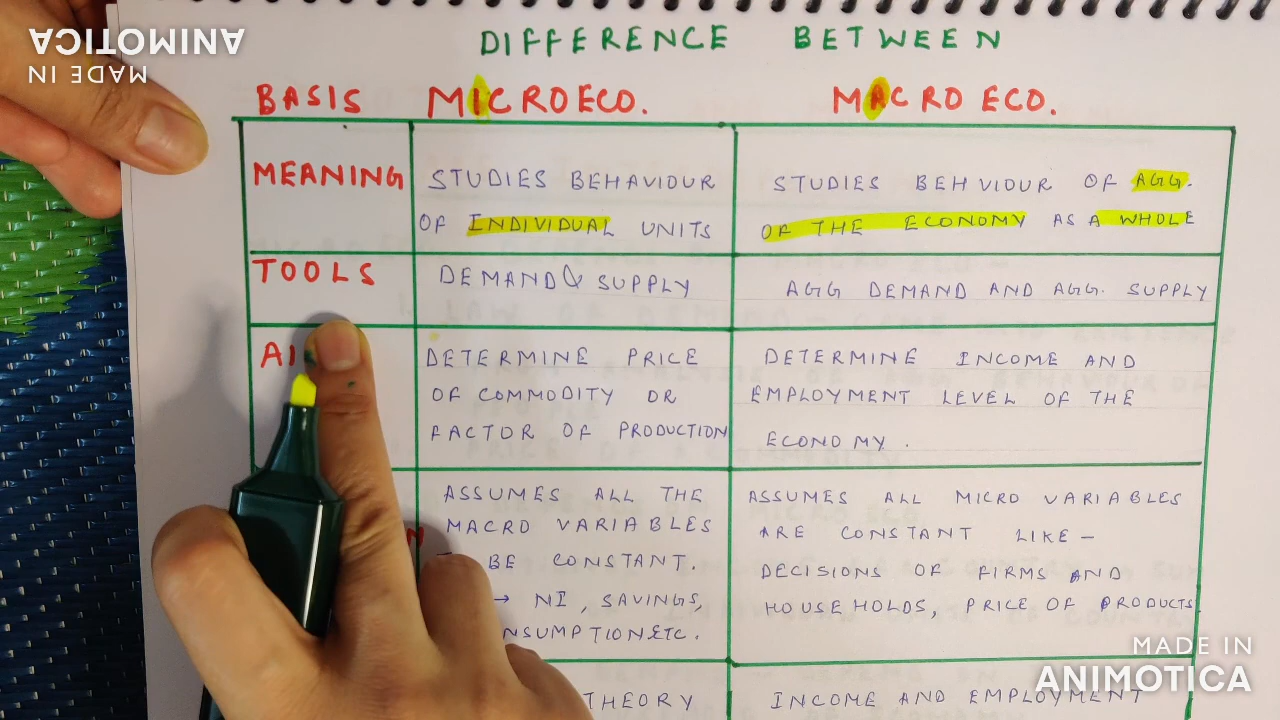 MADE IN
ANIMOTICA
DIFFERENCE BETWEEN
BASIS MICROECO. MACRO ECO.
MEANING
STUDIES BEHAVIOUR
OF INDIVIDUAL UNITS
STUDIES BEHVIOUR OF AGG.
OF THE ECONOMY AS A WHOLE
TOOLS
DEMAND & SUPPLY
AGG DEMAND AND AGG. SUPPLY
DETERMINE PRICE
OF COMMODITY OR
FACTOR OF PRODUCTION
DETERMINE INCOME AND
EMPLOYMENT LEVEL OF THE
ECONOMY.
ASSUMES ALL THE
MACRO VARIABLES
BE CONSTANT.
→ NI, SAVINGS,
NSUMPTION ETC.
ASSUMES ALL MICRO VARIABLES
ARE CONSTANT LIKE -
DECISIONS OF FIRMS AND
HOUSEHOLDS, PRICE OF PRODUCTS
THEORY
INCOME AND EMPLOYMENT
MADE IN
ANIMOTICA